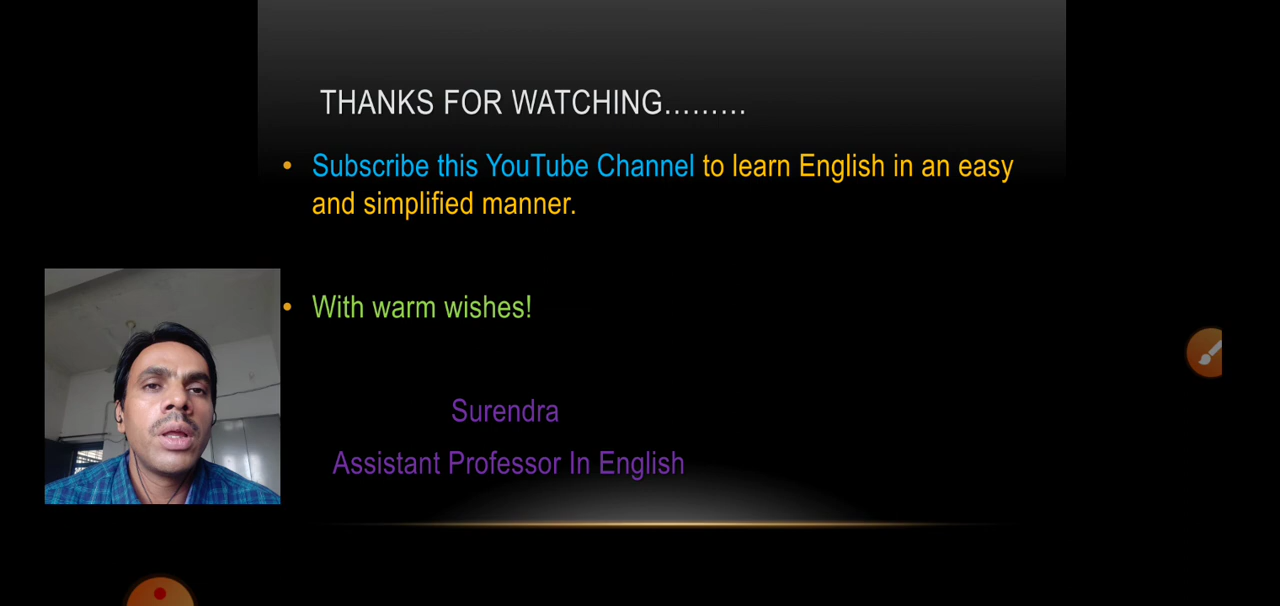 THANKS FOR WATCHING.........
Subscribe this YouTube Channel to learn English in an easy
and simplified manner.
With warm wishes!
Surendra
Assistant Professor In English